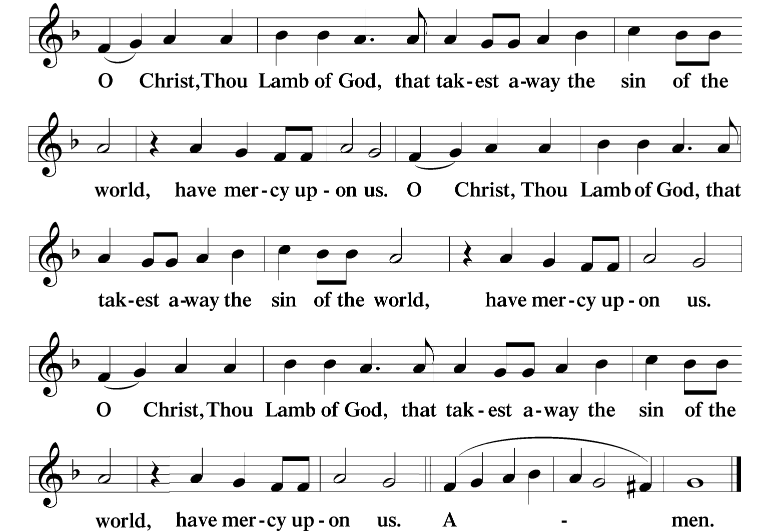 O Christ, Thou Lamb of God, that tak-est a-way the sin of the
world, have mer-cy up-on us. O Christ, Thou Lamb of God, that
tak-est a-way the sin of the world, have mer-cy up-on us.
O Christ, Thou Lamb of God, that tak-est a-way the sin of the
world, have mer-cy up-on us. A - men.